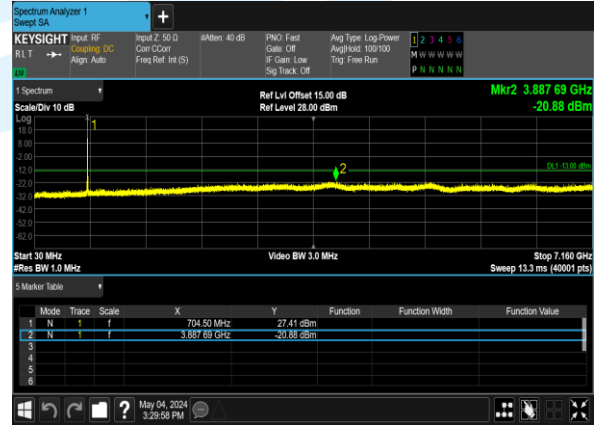 Spectrum Analyzer 1
Swept SA
+
KEYSIGHT Input: RF Input Z: 50 Ω #Atten: 40 dB PNO: Fast Avg Type: Log-Power 1 2 3 4 5 6
RLT Coupling: DC Corr CCorr Gate: Off Avg|Hold: 100/100 M W W W W W
Align: Auto Freq Ref: Int (S) IF Gain: Low Trig: Free Run
Sig Track: Off P N N N N N
1 Spectrum Ref Lvl Offset 15.00 dB Mkr2 3.887 69 GHz
Scale/Div 10 dB Ref Level 28.00 dBm -20.88 dBm
Log
1
18.0
8.00
-2.00
-12.0 2 DL1 -13.00 dBm
-22.0
-32.0
-42.0
-52.0
-62.0
Start 30 MHz Video BW 3.0 MHz Stop 7.160 GHz
#Res BW 1.0 MHz Sweep 13.3 ms (40001 pts)
5 Marker Table
Mode Trace Scale X Y Function Function Width Function Value
1 N 1 f 704.50 MHz 27.41 dBm
2 N 1 f 3.887 69 GHz -20.88 dBm
3
4
5
6
? May 04, 2024
3:29:58 PM